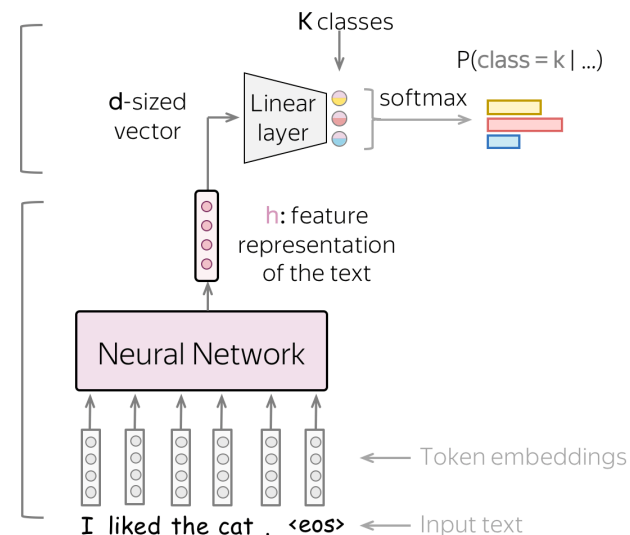 K classes
P(class = k | ...)
d-sized
vector
Linear
layer
softmax
h: feature
representation
of the text
Neural Network
Token embeddings
I liked the cat . <eos>
Input text